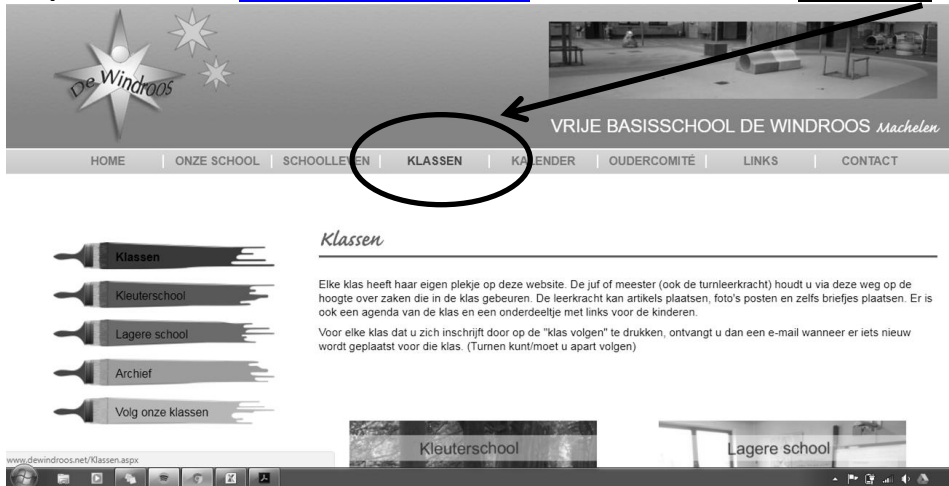 De Windroos
VRIJE BASISSCHOOL DE WINDROOS Machelen
HOME ONZE SCHOOL SCHOOLLEVEN KLASSEN KALENDER OUDERCOMITÉ LINKS CONTACT
Klassen
Kleuterschool
Lagere school
Archief
Volg onze klassen
Klassen
Elke klas heeft haar eigen plekje op deze website. De juf of meester (ook de turnleerkracht) houdt u via deze weg op de
hoogte over zaken die in de klas gebeuren. De leerkracht kan artikels plaatsen, foto's posten en zelfs briefjes plaatsen. Er is
ook een agenda van de klas en een onderdeeltje met links voor de kinderen.
Voor elke klas dat u zich inschrijft door op de "klas volgen" te drukken, ontvangt u dan een e-mail wanneer er iets nieuw
wordt geplaatst voor die klas. (Turnen kunt/moet u apart volgen)
Kleuterschool
Lagere school
www.dewindroos.net/Klassen.aspx